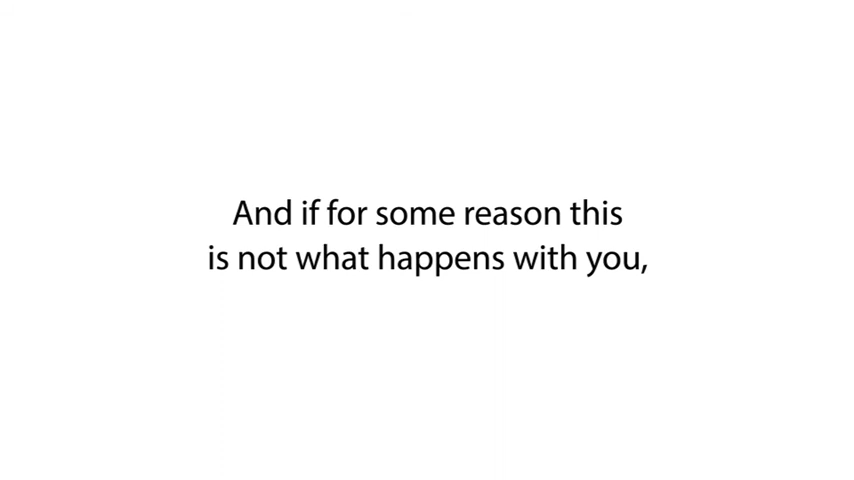 And if for some reason this
is not what happens with you,